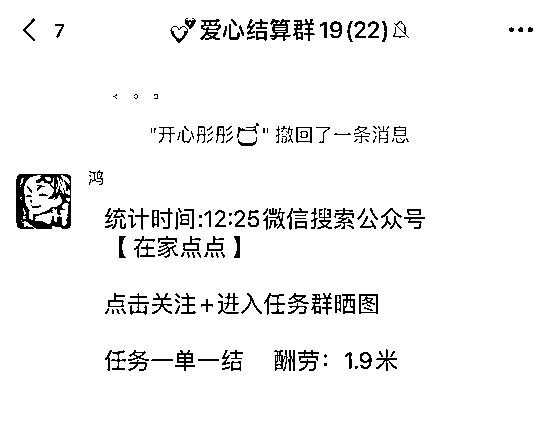 7
爱心结算群19(22)
"开心彤彤" 撤回了一条消息
鸿
统计时间:12:25微信搜索公众号
【在家点点】
点击关注+进入任务群晒图
任务一单一结 酬劳：1.9米